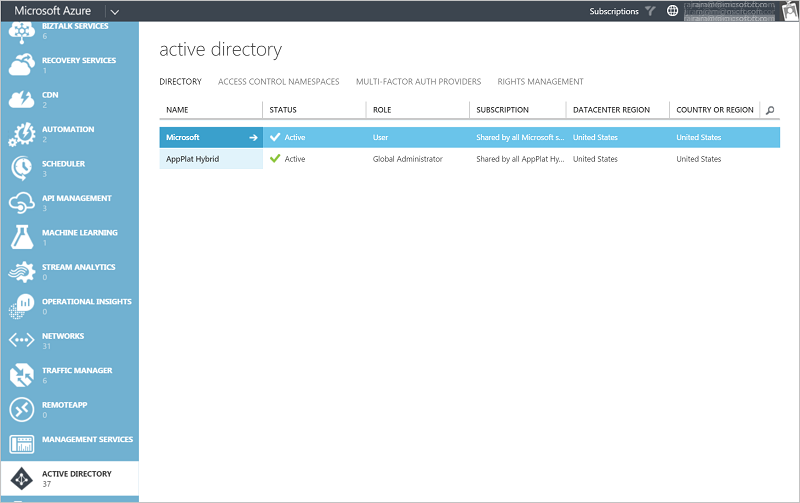 Microsoft Azure
Subscriptions
BIZTALK SERVICES
6
RECOVERY SERVICES
1
CDN
2
AUTOMATION
2
SCHEDULER
3
API MANAGEMENT
3
MACHINE LEARNING
1
STREAM ANALYTICS
0
OPERATIONAL INSIGHTS
0
NETWORKS
31
TRAFFIC MANAGER
6
REMOTEAPP
0
MANAGEMENT SERVICES
ACTIVE DIRECTORY
37
active directory
DIRECTORY ACCESS CONTROL NAMESPACES MULTI-FACTOR AUTH PROVIDERS RIGHTS MANAGEMENT
NAME STATUS ROLE SUBSCRIPTION DATACENTER REGION COUNTRY OR REGION
Microsoft Active User Shared by all Microsoft s... United States United States
AppPlat Hybrid Active Global Administrator Shared by all AppPlat Hy... United States United States